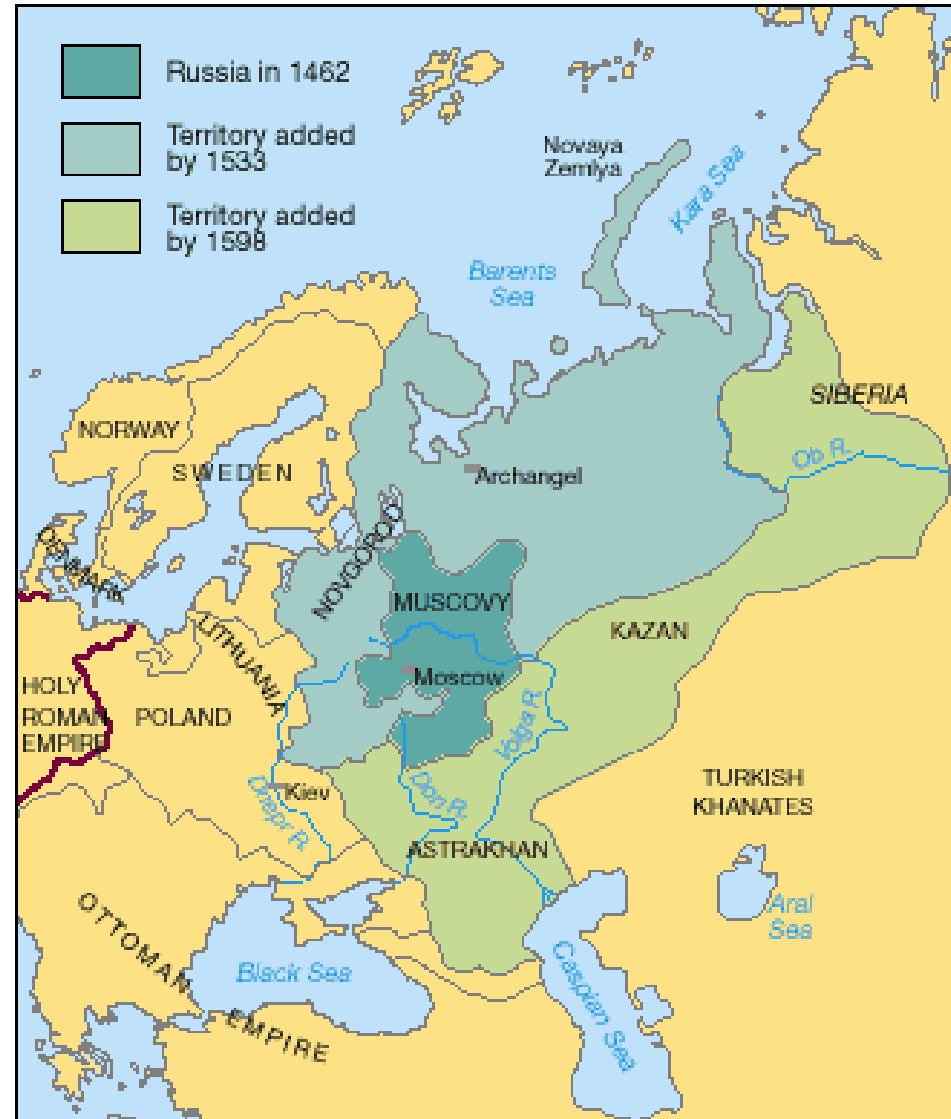 Russia in 1462
Territory added
by 1533
Territory added
by 1598
Novaya
Zemlya
Kara Sea
Barents
Sea
SIBERIA
NORWAY
SWEDEN
Ob R.
Archangel
DENMARK
NOVGOROD
MUSCOVY
LITHUANIA
KAZAN
Moscow
HOLY
ROMAN
EMPIRE
POLAND
Volga R.
Kiev
Dnepr R.
Don R.
TURKISH
KHANATES
ASTRAKHAN
OTTOMAN
EMPIRE
Aral
Sea
Black Sea
Caspian Sea